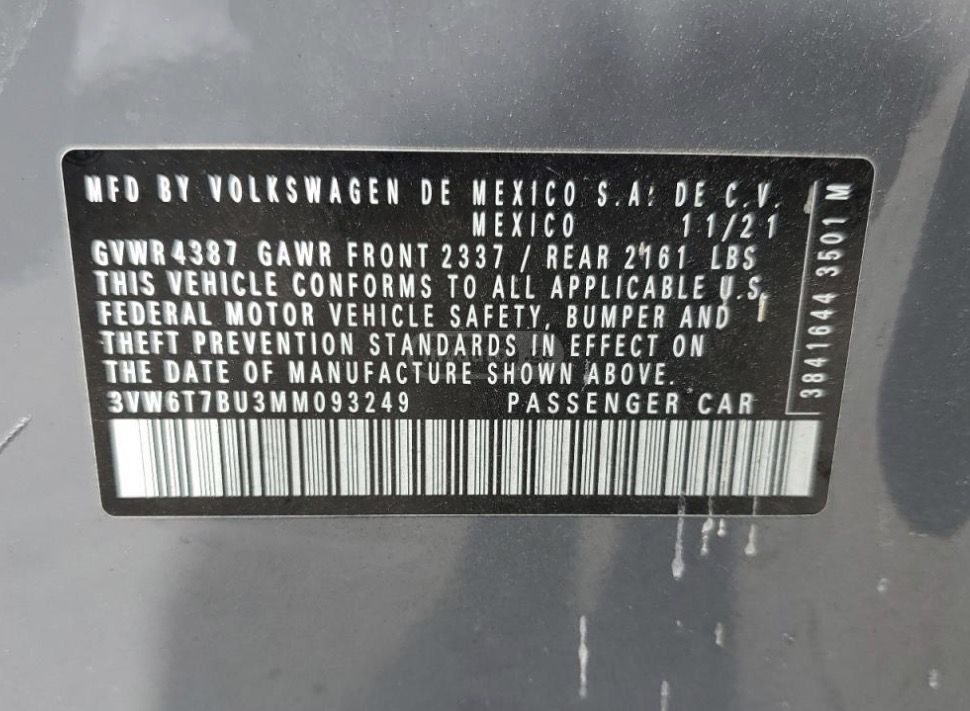 MFD BY VOLKSWAGEN DE MEXICO S.A. DE C.V.
MEXICO 11/21
GVWR4387 GAWR FRONT 2337 / REAR 2161 LBS
THIS VEHICLE CONFORMS TO ALL APPLICABLE U.S.
FEDERAL MOTOR VEHICLE SAFETY, BUMPER AND
THEFT PREVENTION STANDARDS IN EFFECT ON
THE DATE OF MANUFACTURE SHOWN ABOVE.
3VW6T7BU3MM093249 PASSENGER CAR
3841644 3501 M